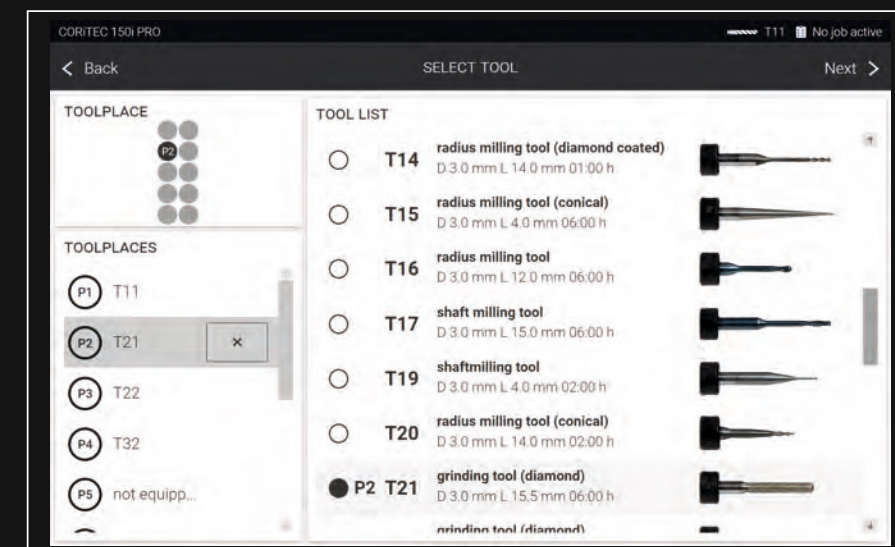 CORiTEC 150i PRO
T11 No job active
Back
SELECT TOOL
Next
TOOLPLACE
P2
TOOLPLACES
P1 T11
P2 T21 ×
P3 T22
P4 T32
P5 not equipp...
TOOL LIST
T14 radius milling tool (diamond coated)
D 3.0 mm L 14.0 mm 01:00 h
T15 radius milling tool (conical)
D 3.0 mm L 4.0 mm 06:00 h
T16 radius milling tool
D 3.0 mm L 12.0 mm 06:00 h
T17 shaft milling tool
D 3.0 mm L 15.0 mm 06:00 h
T19 shaftmilling tool
D 3.0 mm L 4.0 mm 02:00 h
T20 radius milling tool (conical)
D 3.0 mm L 14.0 mm 02:00 h
P2 T21 grinding tool (diamond)
D 3.0 mm L 15.5 mm 06:00 h
grinding tool (diamond)